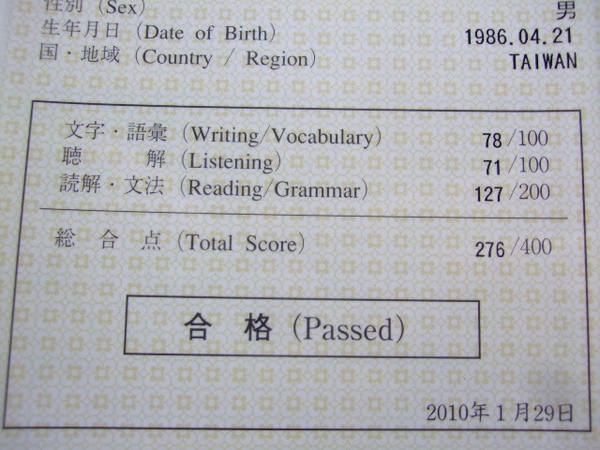 性別 (Sex) 男
生年月日 (Date of Birth) 1986.04.21
国・地域 (Country / Region) TAIWAN
文字・語彙 (Writing/Vocabulary) 78/100
聴 解 (Listening) 71/100
読解・文法 (Reading/Grammar) 127/200
総 合 点 (Total Score) 276/400
合 格 (Passed)
2010年1月29日